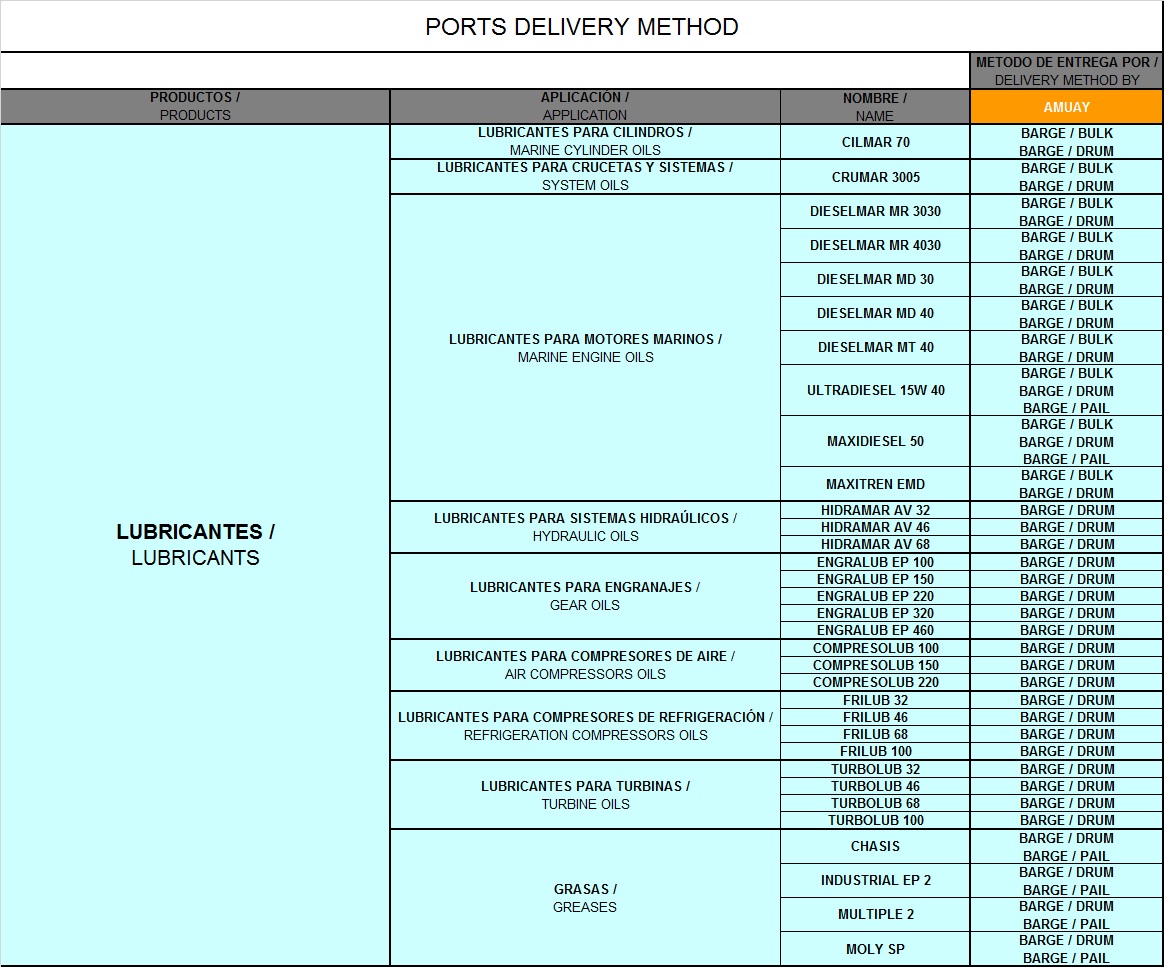 PORTS DELIVERY METHOD
METODO DE ENTREGA POR /
DELIVERY METHOD BY
PRODUCTOS /
PRODUCTS
APLICACIÓN /
APPLICATION
NOMBRE /
NAME
AMUAY
LUBRICANTES /
LUBRICANTS
LUBRICANTES PARA CILINDROS /
MARINE CYLINDER OILS
CILMAR 70
BARGE / BULK
BARGE / DRUM
LUBRICANTES PARA CRUCETAS Y SISTEMAS /
SYSTEM OILS
CRUMAR 3005
BARGE / BULK
BARGE / DRUM
LUBRICANTES PARA MOTORES MARINOS /
MARINE ENGINE OILS
DIESELMAR MR 3030
BARGE / BULK
BARGE / DRUM
DIESELMAR MR 4030
BARGE / BULK
BARGE / DRUM
DIESELMAR MD 30
BARGE / BULK
BARGE / DRUM
DIESELMAR MD 40
BARGE / BULK
BARGE / DRUM
DIESELMAR MT 40
BARGE / BULK
BARGE / DRUM
ULTRADIESEL 15W 40
BARGE / BULK
BARGE / DRUM
BARGE / PAIL
MAXIDIESEL 50
BARGE / BULK
BARGE / DRUM
BARGE / PAIL
MAXITREN EMD
BARGE / BULK
BARGE / DRUM
LUBRICANTES PARA SISTEMAS HIDRAÚLICOS /
HYDRAULIC OILS
HIDRAMAR AV 32
BARGE / DRUM
HIDRAMAR AV 46
BARGE / DRUM
HIDRAMAR AV 68
BARGE / DRUM
LUBRICANTES PARA ENGRANAJES /
GEAR OILS
ENGRALUB EP 100
BARGE / DRUM
ENGRALUB EP 150
BARGE / DRUM
ENGRALUB EP 220
BARGE / DRUM
ENGRALUB EP 320
BARGE / DRUM
ENGRALUB EP 460
BARGE / DRUM
LUBRICANTES PARA COMPRESORES DE AIRE /
AIR COMPRESSORS OILS
COMPRESOLUB 100
BARGE / DRUM
COMPRESOLUB 150
BARGE / DRUM
COMPRESOLUB 220
BARGE / DRUM
LUBRICANTES PARA COMPRESORES DE REFRIGERACIÓN /
REFRIGERATION COMPRESSORS OILS
FRILUB 32
BARGE / DRUM
FRILUB 46
BARGE / DRUM
FRILUB 68
BARGE / DRUM
FRILUB 100
BARGE / DRUM
LUBRICANTES PARA TURBINAS /
TURBINE OILS
TURBOLUB 32
BARGE / DRUM
TURBOLUB 46
BARGE / DRUM
TURBOLUB 68
BARGE / DRUM
TURBOLUB 100
BARGE / DRUM
GRASAS /
GREASES
CHASIS
BARGE / DRUM
BARGE / PAIL
INDUSTRIAL EP 2
BARGE / DRUM
BARGE / PAIL
MULTIPLE 2
BARGE / DRUM
BARGE / PAIL
MOLY SP
BARGE / DRUM
BARGE / PAIL